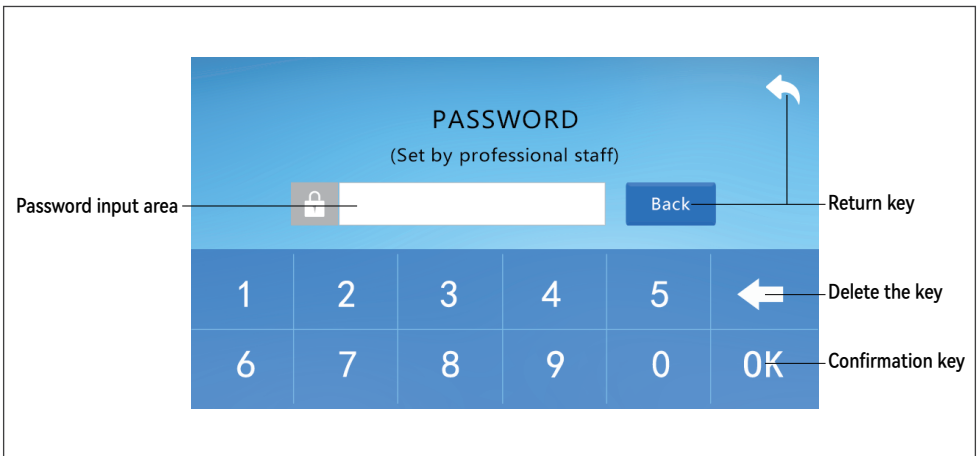 PASSWORD
(Set by professional staff)
Password input area
Back
Return key
1 2 3 4 5
Delete the key
6 7 8 9 0 OK
Confirmation key